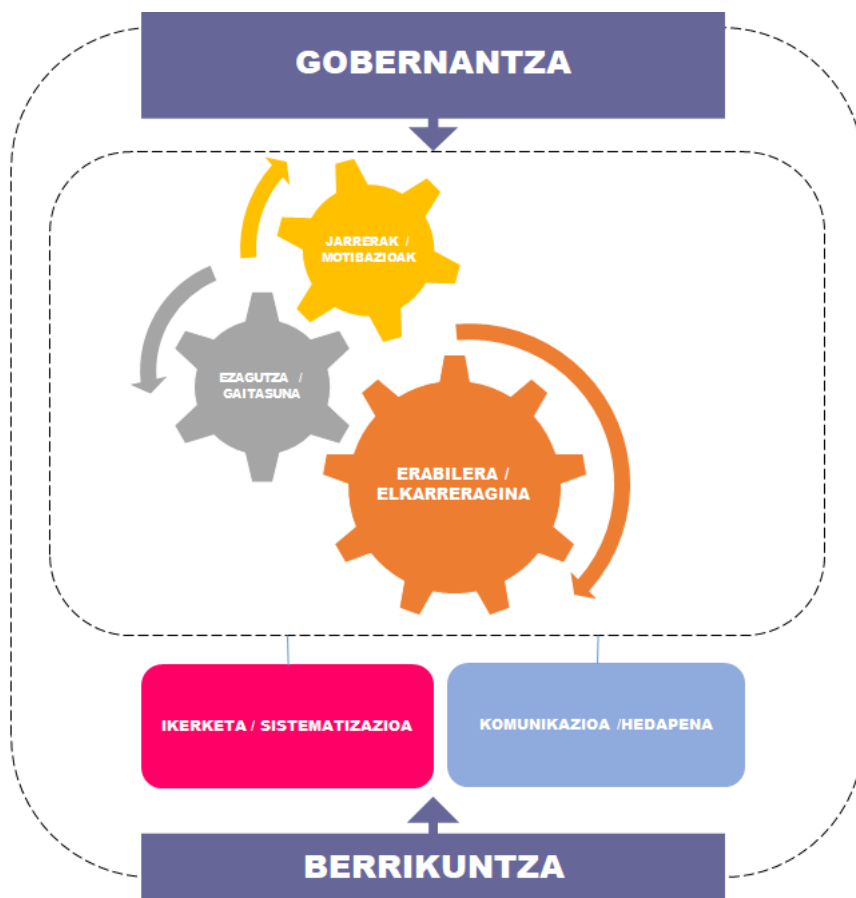 GOBERNANTZA
JARRERAK /
MOTIBAZIOAK
EZAGUTZA /
GAITASUNA
ERABILERA /
ELKARRERAGINA
IKERKETA / SISTEMATIZAZIOA
KOMUNIKAZIOA /HEDAPENA
BERRIKUNTZA